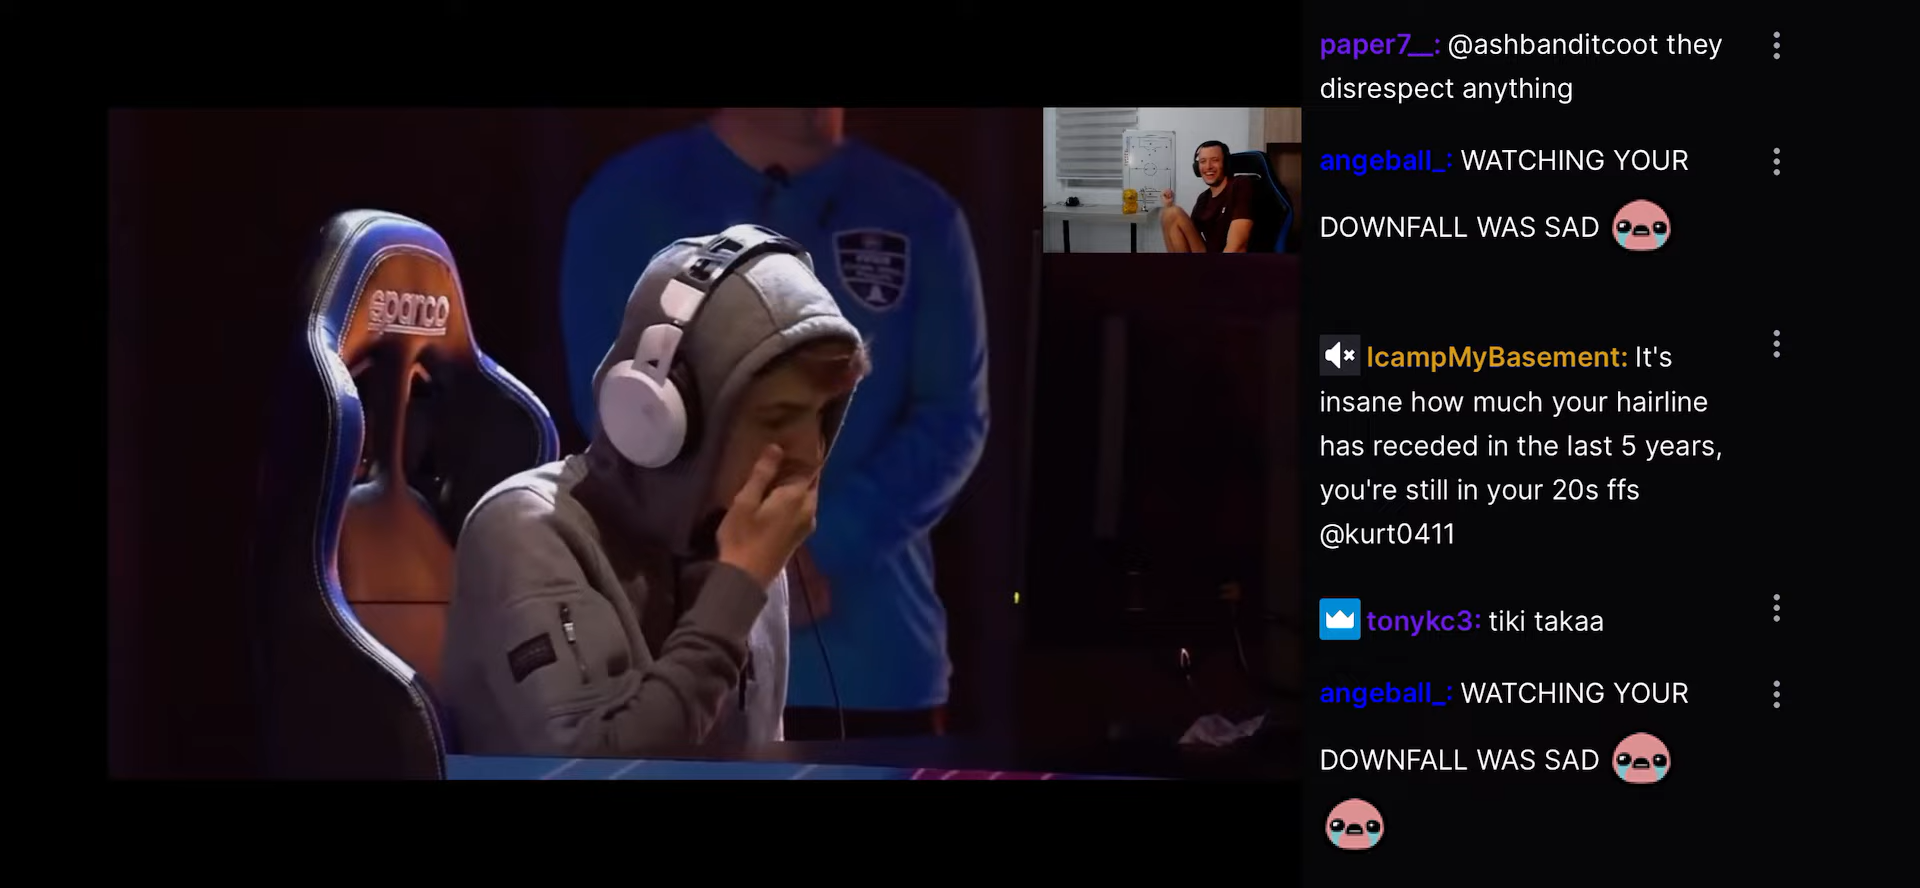 sparco
paper7__: @ashbanditcoot they
disrespect anything
angeball_: WATCHING YOUR
DOWNFALL WAS SAD
IcampMyBasement: It's
insane how much your hairline
has receded in the last 5 years,
you're still in your 20s ffs
@kurt0411
tonykc3: tiki takaa
angeball_: WATCHING YOUR
DOWNFALL WAS SAD